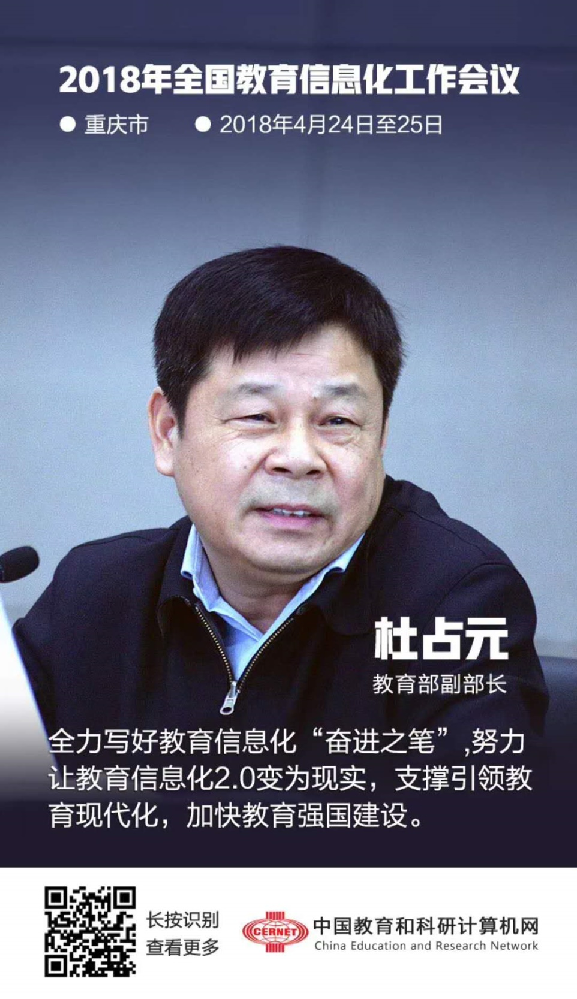 2018年全国教育信息化工作会议
● 重庆市 ● 2018年4月24日至25日
杜占元
教育部副部长
全力写好教育信息化“奋进之笔”,努力
让教育信息化2.0变为现实，支撑引领教
育现代化，加快教育强国建设。
长按识别
查看更多
CERNET
中国教育和科研计算机网
China Education and Research Network